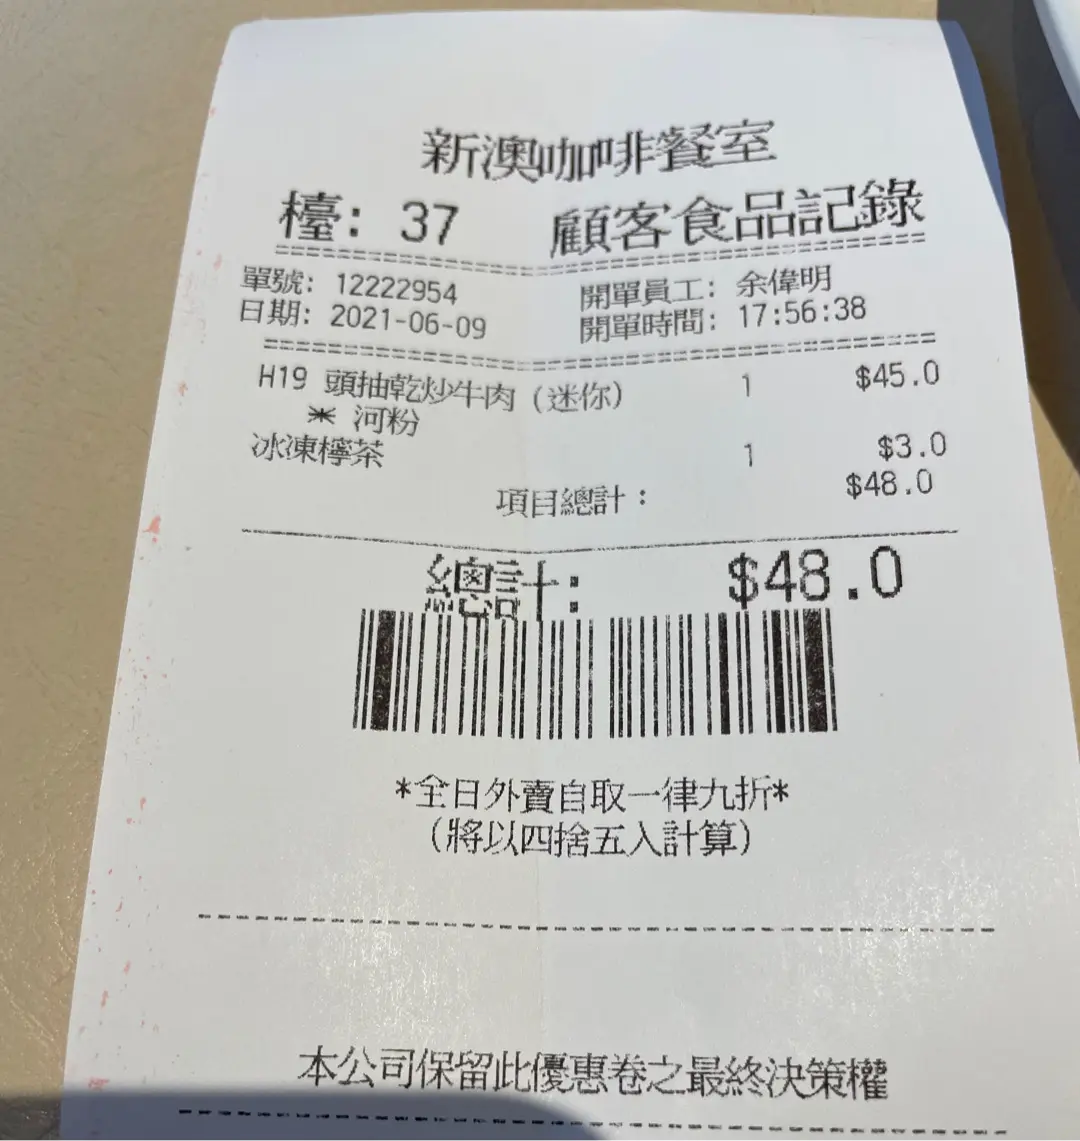 新澳咖啡餐室
檯: 37 顧客食品記錄
單號: 12222954 開單員工: 余偉明
日期: 2021-06-09 開單時間: 17:56:38
H19 頭抽乾炒牛肉(迷你) 1 $45.0
* 河粉
冰凍檸茶 1 $3.0
項目總計: $48.0
總計: $48.0
*全日外賣自取一律九折*
(將以四捨五入計算)
本公司保留此優惠卷之最終決策權